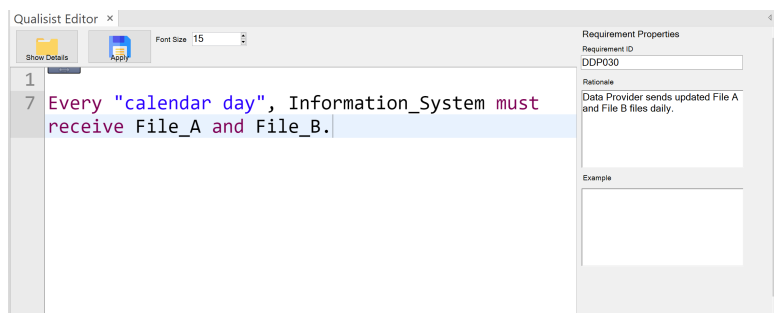 Qualisist Editor ×
Show Details
Apply
Font Size 15
1
7 Every "calendar day", Information_System must
receive File_A and File_B.
Requirement Properties
Requirement ID
DDP030
Rationale
Data Provider sends updated File A
and File B files daily.
Example